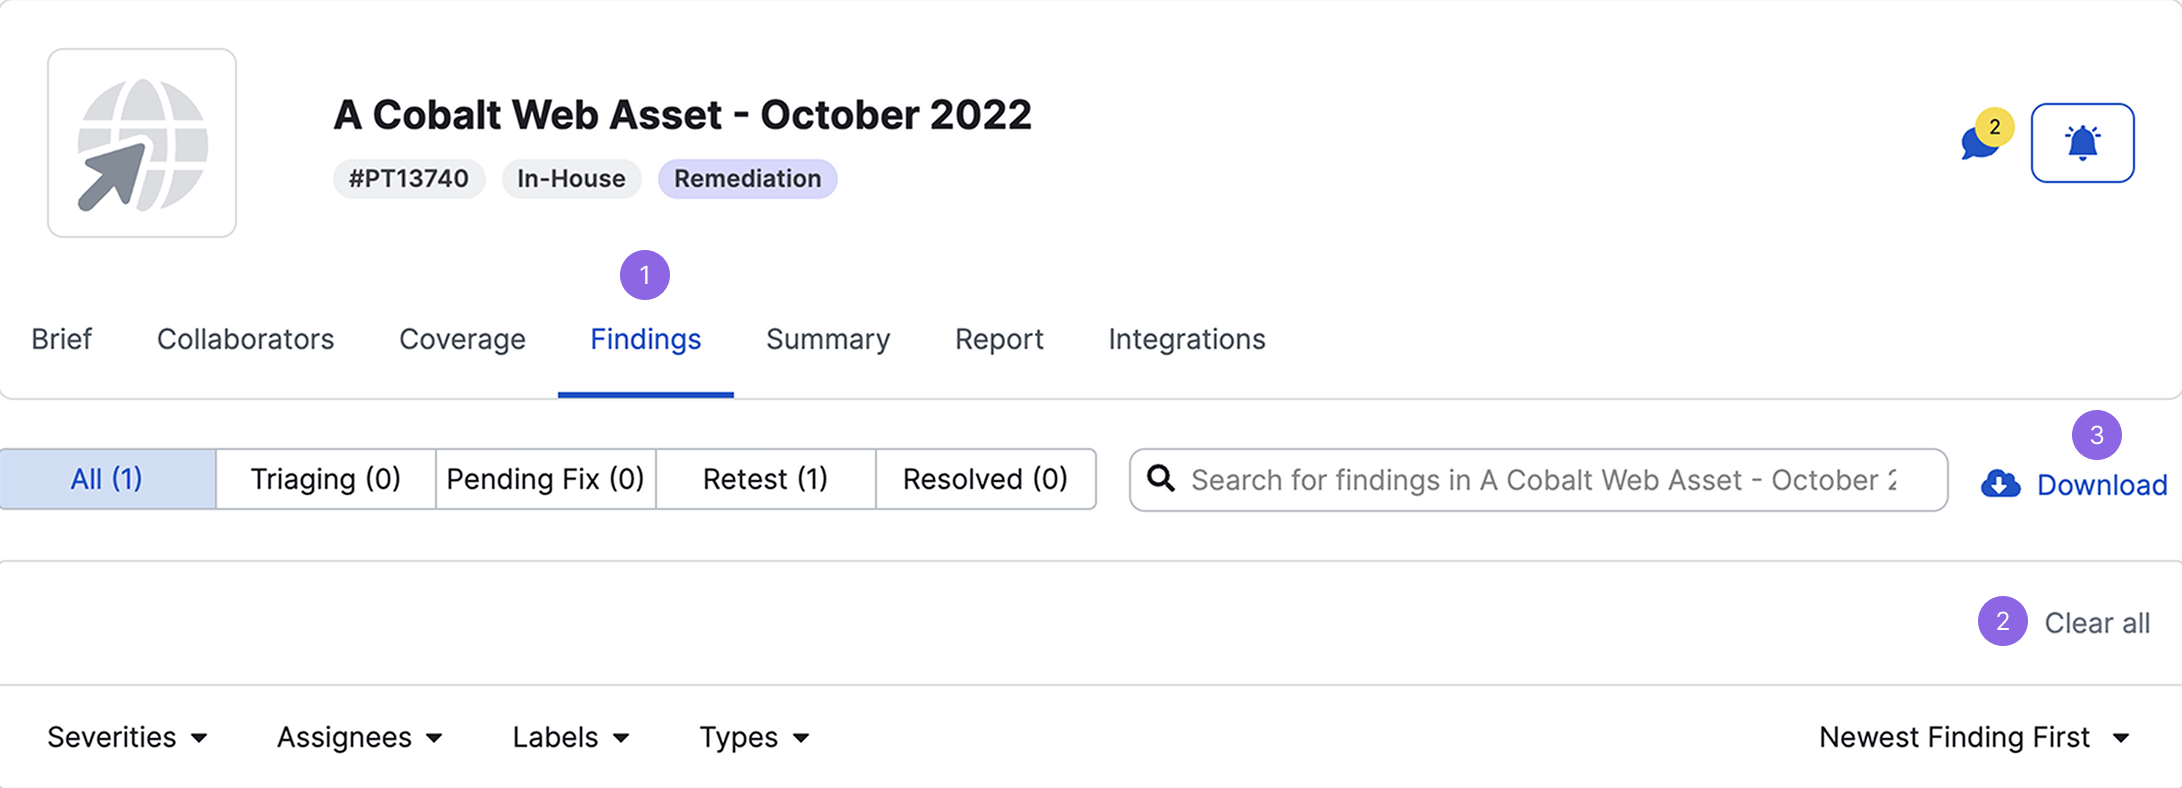 A Cobalt Web Asset - October 2022
2
#PT13740 In-House Remediation
1
Brief Collaborators Coverage Findings Summary Report Integrations
3
All (1) Triaging (0) Pending Fix (0) Retest (1) Resolved (0) Search for findings in A Cobalt Web Asset - October Download
2 Clear all
Severities Assignees Labels Types Newest Finding First